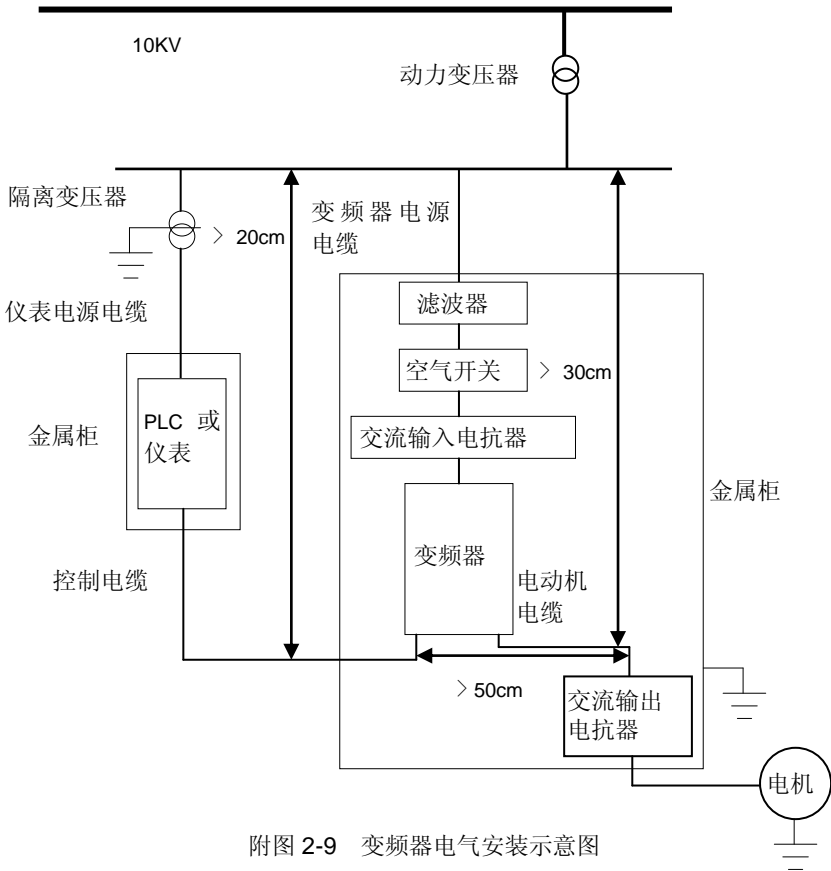 10KV
动力变压器
隔离变压器
﹥ 20cm
变 频 器 电 源
电缆
仪表电源电缆
滤波器
空气开关
﹥ 30cm
金属柜
PLC 或
仪表
交流输入电抗器
金属柜
变频器
控制电缆
电动机
电缆
﹥ 50cm
交流输出
电抗器
电机
附图 2-9 变频器电气安装示意图